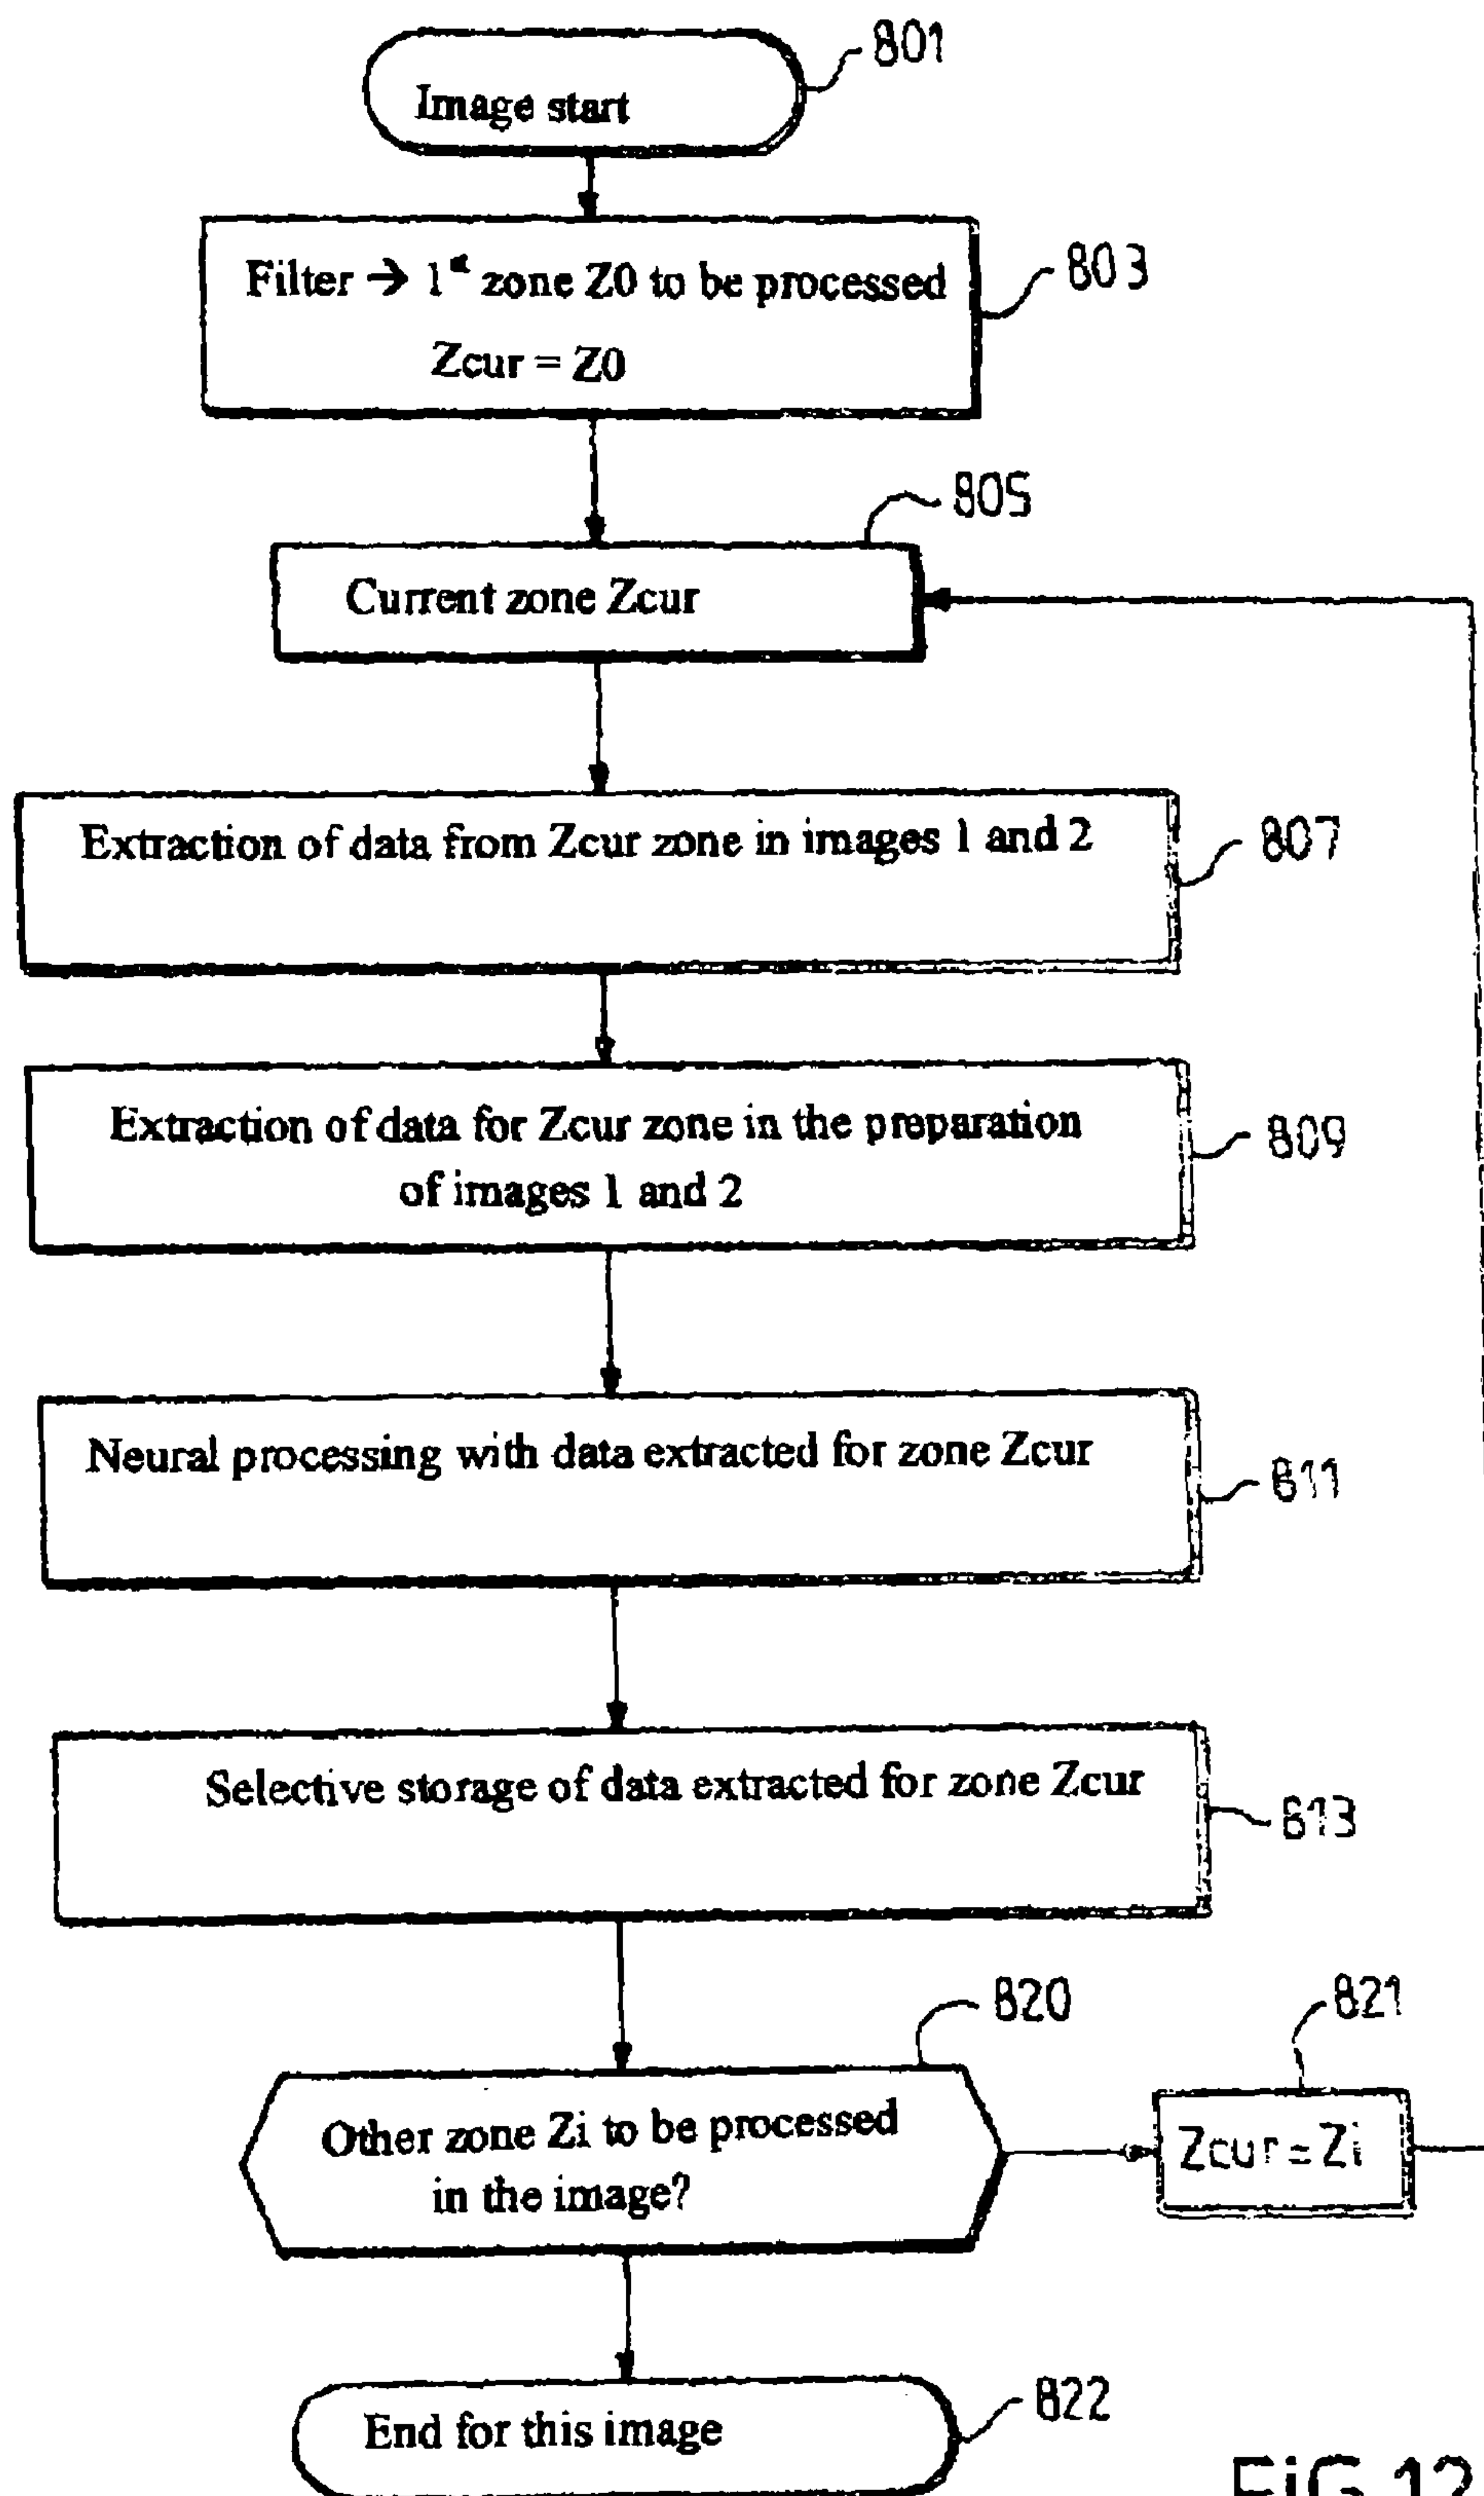 Image start
801
Filter → 1st zone Z0 to be processed
Zcur = Z0
803
805
Current zone Zcur
Extraction of data from Zcur zone in images 1 and 2
807
Extraction of data for Zcur zone in the preparation
of images 1 and 2
809
Neural processing with data extracted for zone Zcur
811
Selective storage of data extracted for zone Zcur
813
820
Other zone Zi to be processed
in the image?
821
Zcur=Zi
End for this image
822
FIG.12